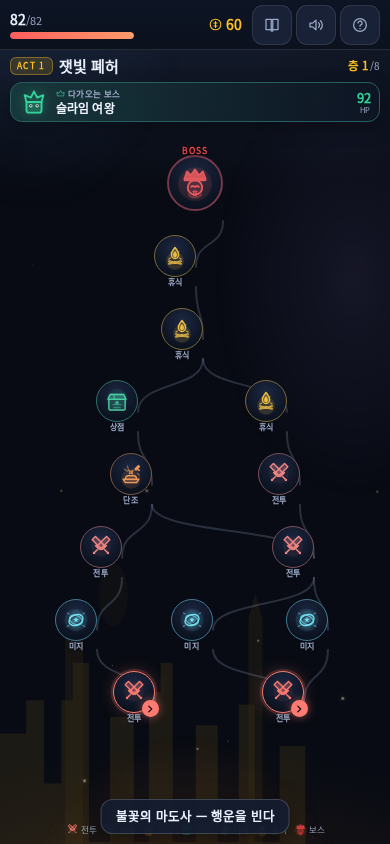 82/82
60
ACT 1 잿빛 폐허
층 1/8
다가오는 보스
슬라임 여왕
92
HP
BOSS
휴식
휴식
상점
휴식
단조
전투
전투
전투
미지
미지
미지
전투
전투
불꽃의 마도사 — 행운을 빈다
전투
보스